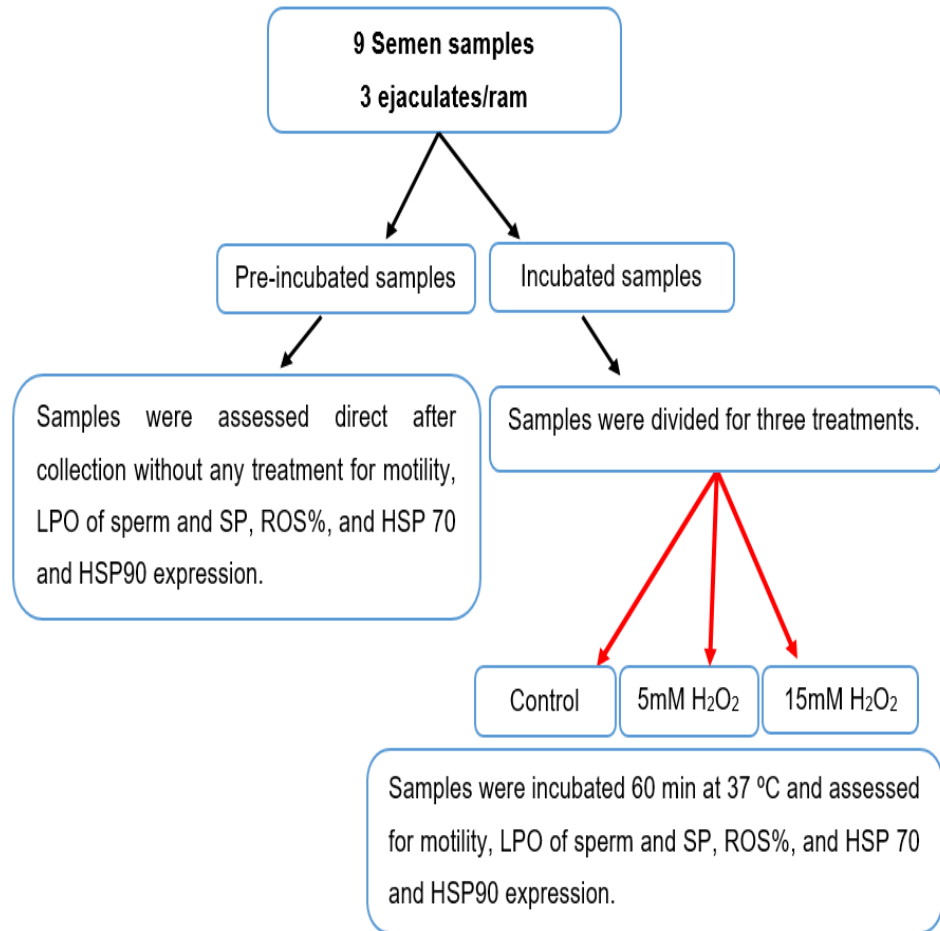 9 Semen samples
3 ejaculates/ram
Pre-incubated samples
Incubated samples
Samples were assessed direct after
collection without any treatment for motility,
LPO of sperm and SP, ROS%, and HSP 70
and HSP90 expression.
Samples were divided for three treatments.
Control
5mM H₂O₂
15mM H₂O₂
Samples were incubated 60 min at 37 ºC and assessed
for motility, LPO of sperm and SP, ROS%, and HSP 70
and HSP90 expression.